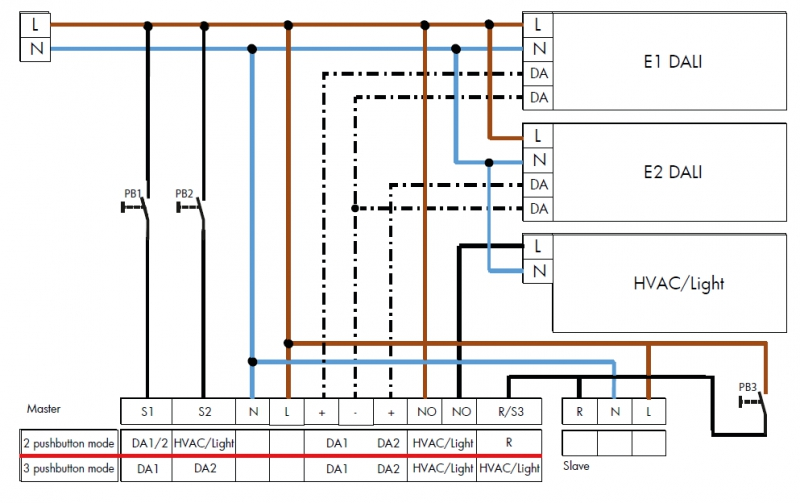 L
N
L
N
DA
DA
E1 DALI
L
N
DA
DA
E2 DALI
L
N
HVAC/Light
PB1
PB2
PB3
Master
S1 S2 N L + - + NO NO R/S3
R N L
2 pushbutton mode DA1/2 HVAC/Light DA1 DA2 HVAC/Light R
3 pushbutton mode DA1 DA2 DA1 DA2 HVAC/Light HVAC/Light
Slave